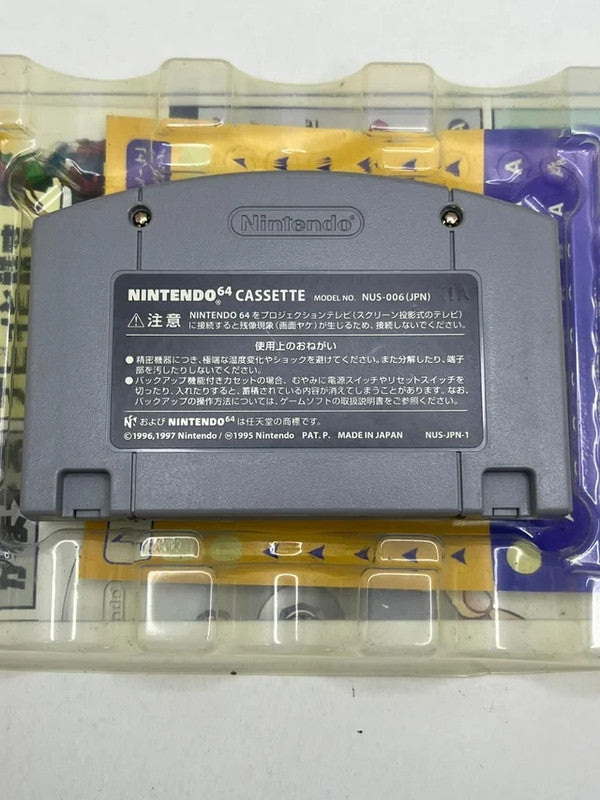 Nintendo®
NINTENDO®64 CASSETTE MODEL NO. NUS-006(JPN)
⚠注意 NINTENDO 64 をプロジェクションテレビ(スクリーン投影式のテレビ)
に接続すると残像現象(画面ヤケ)が生じるため、接続しないでください。
使用上のおねがい
●精密機器につき、極端な温度変化やショックを避けてください。また分解したり、端子
部を汚したりしないでください。
●バックアップ機能付きカセットの場合、むやみに電源スイッチやリセットスイッチを
切ったり、入れたりすると、蓄積されている内容が消えてしまうことがあります。なお、
バックアップの操作方法については、ゲームソフトの取扱説明書をご参照ください。
および NINTENDO64 は任天堂の商標です。
©1996,1997 Nintendo / Ⓜ1995 Nintendo PAT. P. MADE IN JAPAN NUS-JPN-1
Nintendo